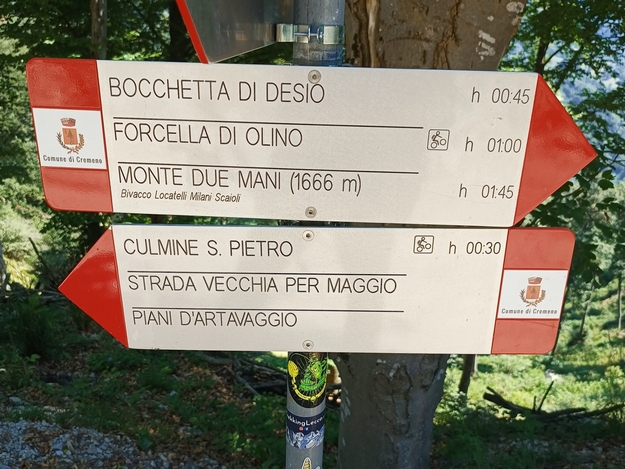 BOCCHETTA DI DESIO h 00:45
FORCELLA DI OLINO h 01:00
MONTE DUE MANI (1666 m) h 01:45
Bivacco Locatelli Milani Scaioli
Comune di Cremeno
CULMINE S. PIETRO h 00:30
STRADA VECCHIA PER MAGGIO
PIANI D'ARTAVAGGIO
Comune di Cremeno